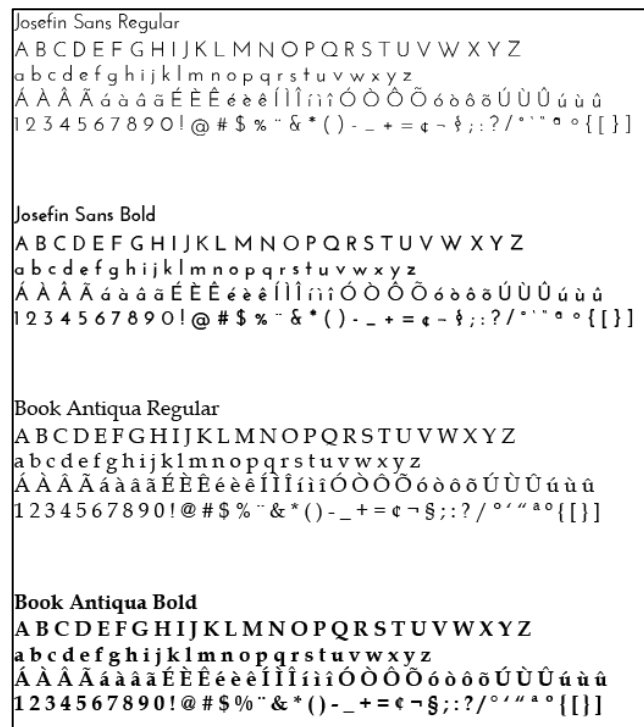 Josefin Sans Regular
A B C D E F G H I J K L M N O P Q R S T U V W X Y Z
a b c d e f g h i j k l m n o p q r s t u v w x y z
Á À Â Ã á à â ã É È Ê é è ê Í Ì Î í ì î Ó Ò Ô Õ ó ò ô õ Ú Ù Û ú ù û
1 2 3 4 5 6 7 8 9 0 ! @ # $ % ¨ & * ( ) - _ + = ¢ ¬ § ; : ? / ° ‘ “ ª º { [ } ]
Josefin Sans Bold
A B C D E F G H I J K L M N O P Q R S T U V W X Y Z
a b c d e f g h i j k l m n o p q r s t u v w x y z
Á À Â Ã á à â ã É È Ê é è ê Í Ì Î í ì î Ó Ò Ô Õ ó ò ô õ Ú Ù Û ú ù û
1 2 3 4 5 6 7 8 9 0 ! @ # $ % ¨ & * ( ) - _ + = ¢ ¬ § ; : ? / ° ‘ “ ª º { [ } ]
Book Antiqua Regular
A B C D E F G H I J K L M N O P Q R S T U V W X Y Z
a b c d e f g h i j k l m n o p q r s t u v w x y z
Á À Â Ã á à â ã É È Ê é è ê Í Ì Î í ì î Ó Ò Ô Õ ó ò ô õ Ú Ù Û ú ù û
1 2 3 4 5 6 7 8 9 0 ! @ # $ % ¨ & * ( ) - _ + = ¢ ¬ § ; : ? / ° ‘ “ ª º { [ } ]
Book Antiqua Bold
A B C D E F G H I J K L M N O P Q R S T U V W X Y Z
a b c d e f g h i j k l m n o p q r s t u v w x y z
Á À Â Ã á à â ã É È Ê é è ê Í Ì Î í ì î Ó Ò Ô Õ ó ò ô õ Ú Ù Û ú ù û
1 2 3 4 5 6 7 8 9 0 ! @ # $ % ¨ & * ( ) - _ + = ¢ ¬ § ; : ? / ° ‘ “ ª º { [ } ]